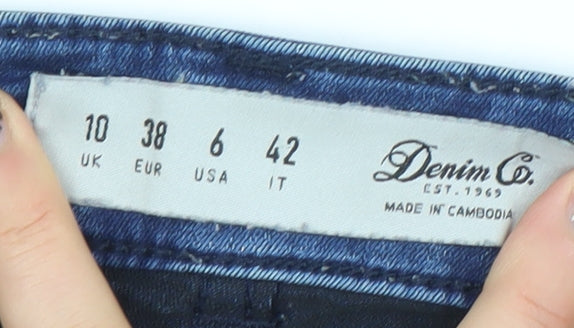 10 38 6 42
UK EUR USA IT
Denim Co.
EST. 1969
MADE IN CAMBODIA